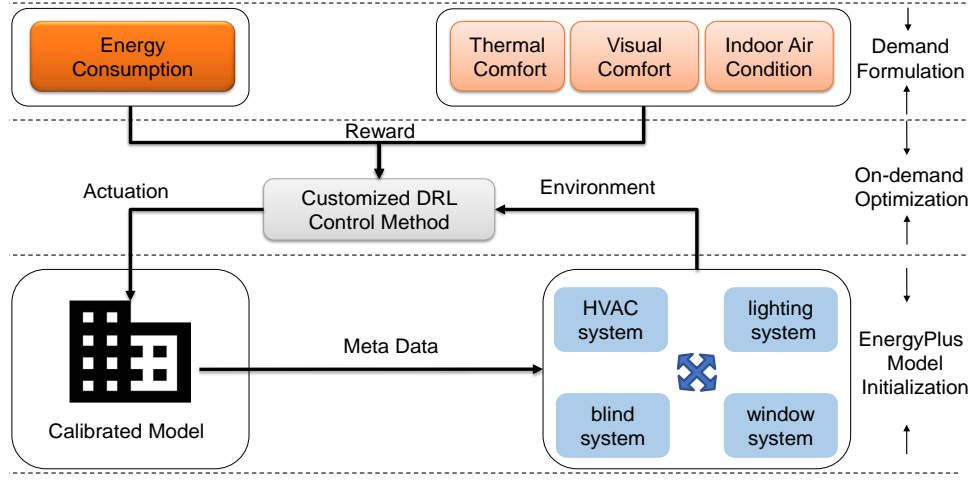 Energy
Consumption
Thermal
Comfort
Visual
Comfort
Indoor Air
Condition
Demand
Formulation
Reward
Actuation
Customized DRL
Control Method
Environment
On-demand
Optimization
HVAC
system
lighting
system
Meta Data
EnergyPlus
Model
Initialization
blind
system
window
system
Calibrated Model